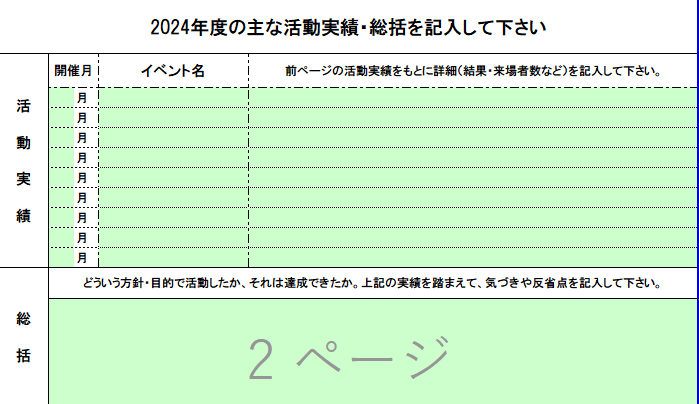 2024年度の主な活動実績・総括を記入して下さい
開催月 イベント名 前ページの活動実績をもとに詳細(結果・来場者数など)を記入して下さい。
活動実績
月
月
月
月
月
月
月
月
月
どういう方針・目的で活動したか、それは達成できたか。上記の実績を踏まえて、気づきや反省点を記入して下さい。
総括
2 ページ